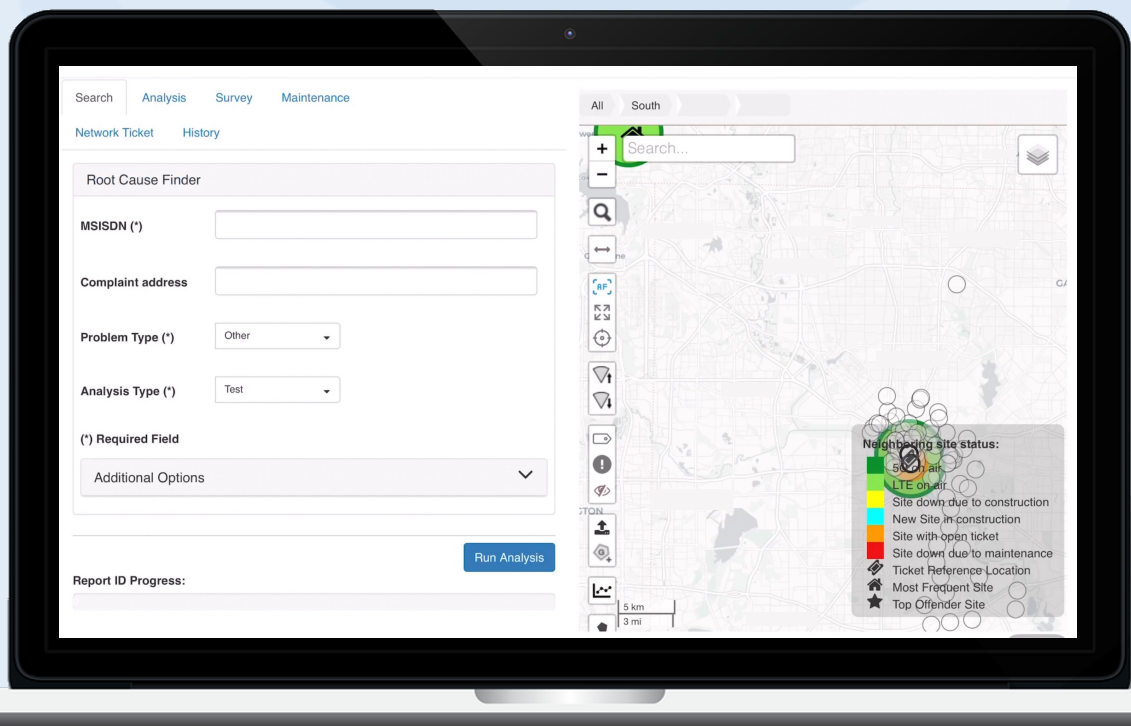 Search Analysis Survey Maintenance
Network Ticket History
Root Cause Finder
MSISDN (*)
Complaint address
Problem Type (*) Other
Analysis Type (*) Test
(*) Required Field
Additional Options
Run Analysis
Report ID Progress:
All South
+ Search...
−
RF
G+
5 km
3 mi
Neighboring site status:
5G on air
LTE on air
Site down due to construction
New Site in construction
Site with open ticket
Site down due to maintenance
Ticket Reference Location
Most Frequent Site
Top Offender Site